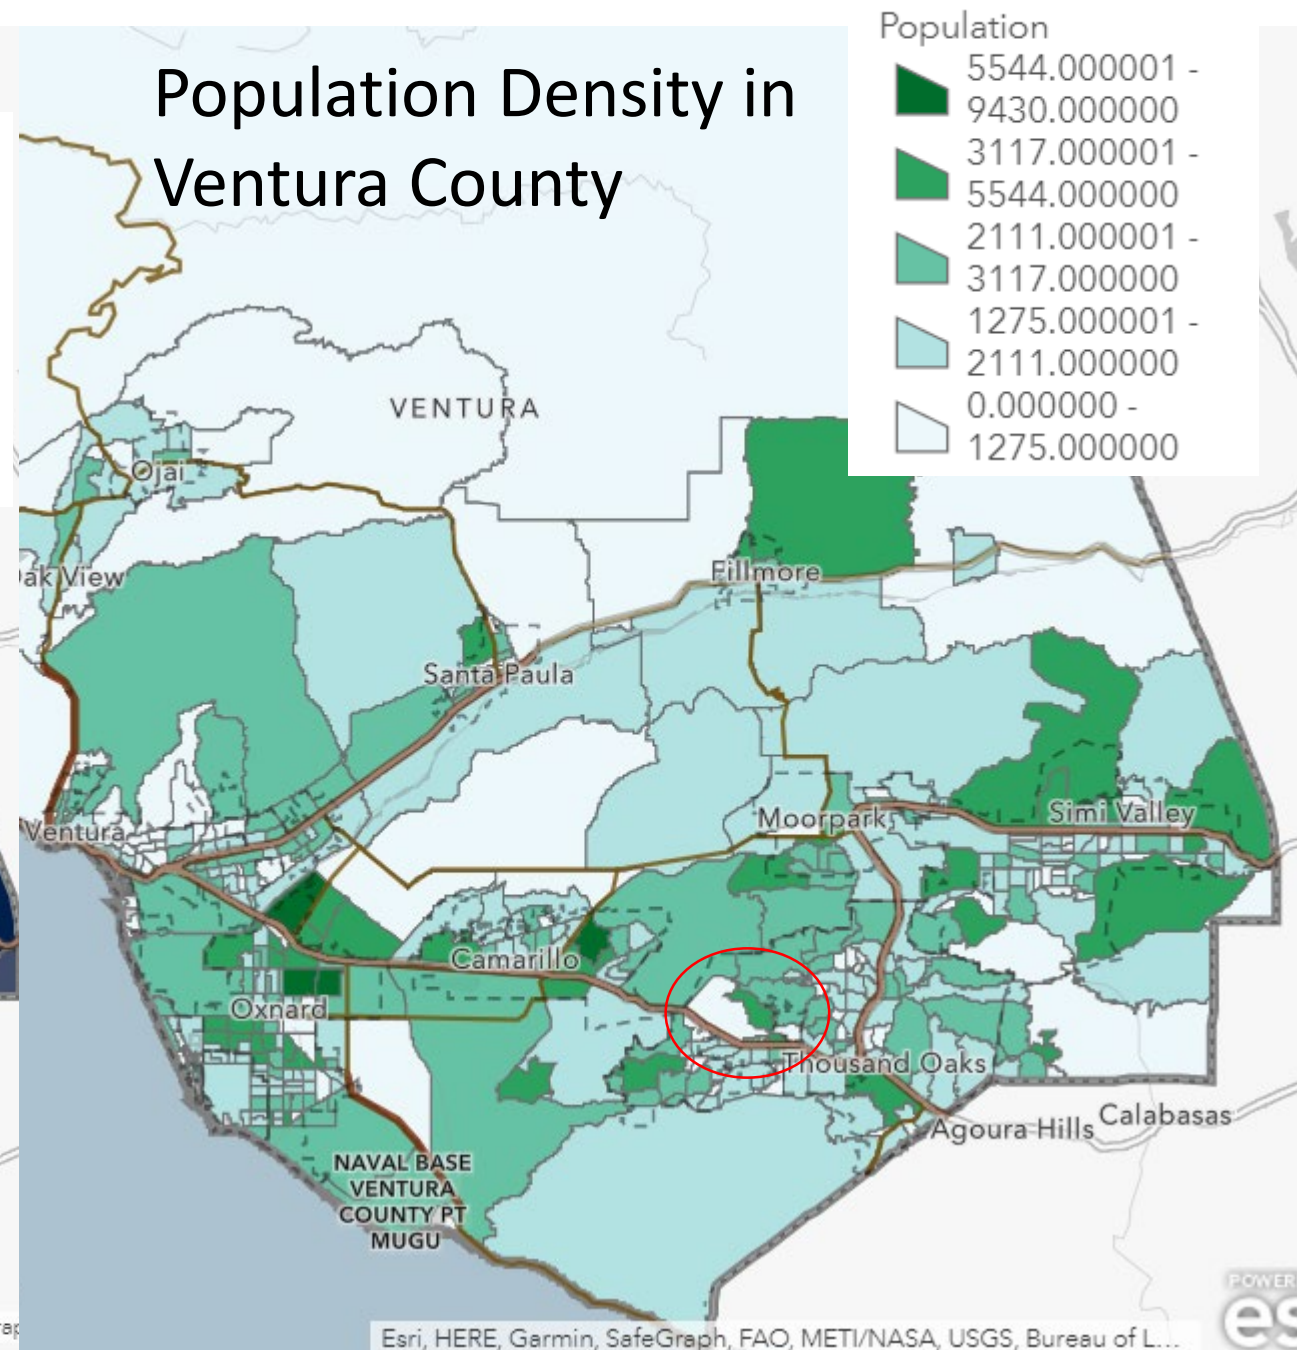 Population Density in
Ventura County
Population
5544.000001 -
9430.000000
3117.000001 -
5544.000000
2111.000001 -
3117.000000
1275.000001 -
2111.000000
0.000000 -
1275.000000
VENTURA
Ojai
Oak View
Fillmore
Santa Paula
Ventura
Moorpark
Simi Valley
Camarillo
Oxnard
Thousand Oaks
Agoura Hills
Calabasas
NAVAL BASE
VENTURA
COUNTY PT
MUGU
Esri, HERE, Garmin, SafeGraph, FAO, METI/NASA, USGS, Bureau of L...
POWER
es